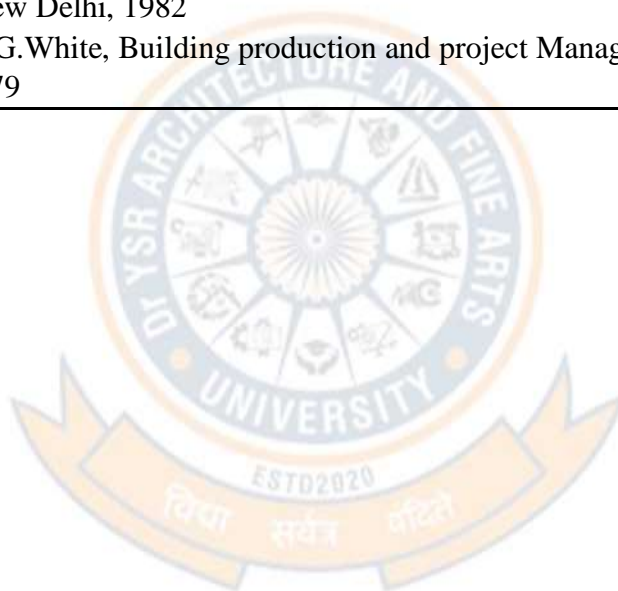 ew Delhi, 1982
G.White, Building production and project Manag
79
DR YSR ARCHITECTURE AND FINE ARTS
UNIVERSITY
ESTD2020
विद्या सर्वत्र